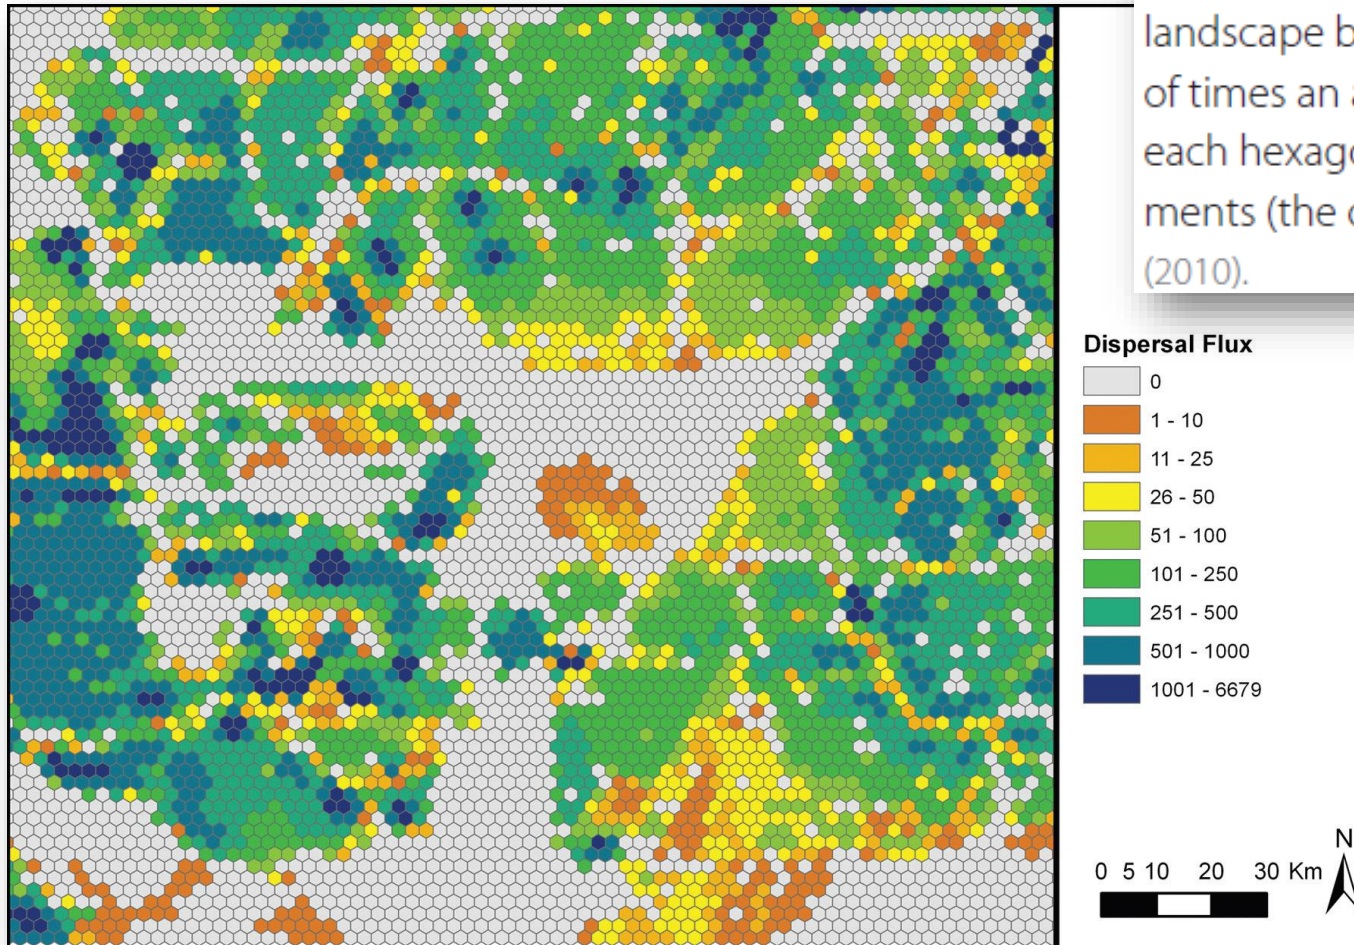 landscape b
of times an a
each hexago
ments (the
(2010).
Dispersal Flux
0
1 - 10
11 - 25
26 - 50
51 - 100
101 - 250
251 - 500
501 - 1000
1001 - 6679
N
0 5 10 20 30 Km